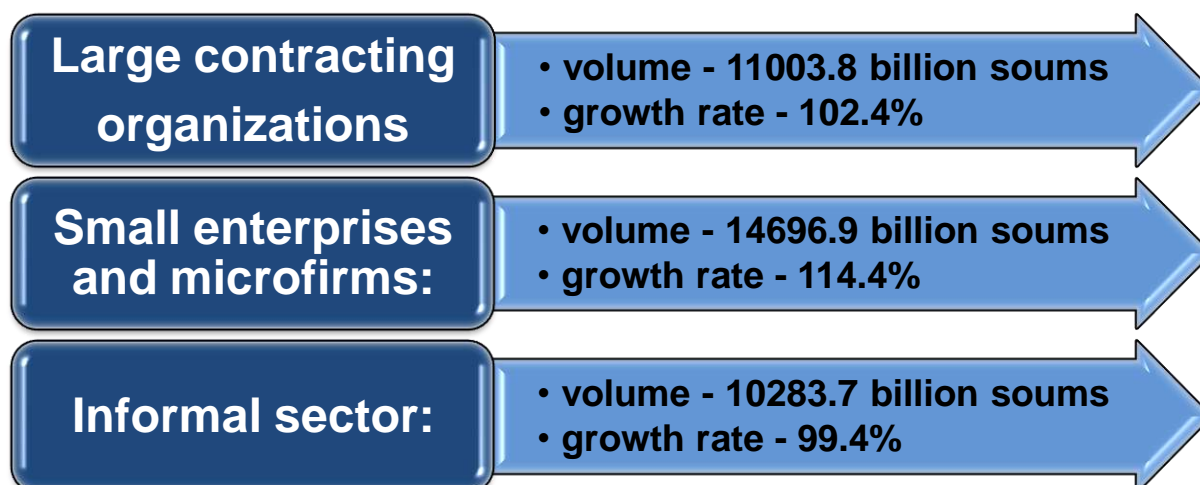 Large contracting
organizations
• volume - 11003.8 billion soums
• growth rate - 102.4%
Small enterprises
and microfirms:
• volume - 14696.9 billion soums
• growth rate - 114.4%
Informal sector:
• volume - 10283.7 billion soums
• growth rate - 99.4%